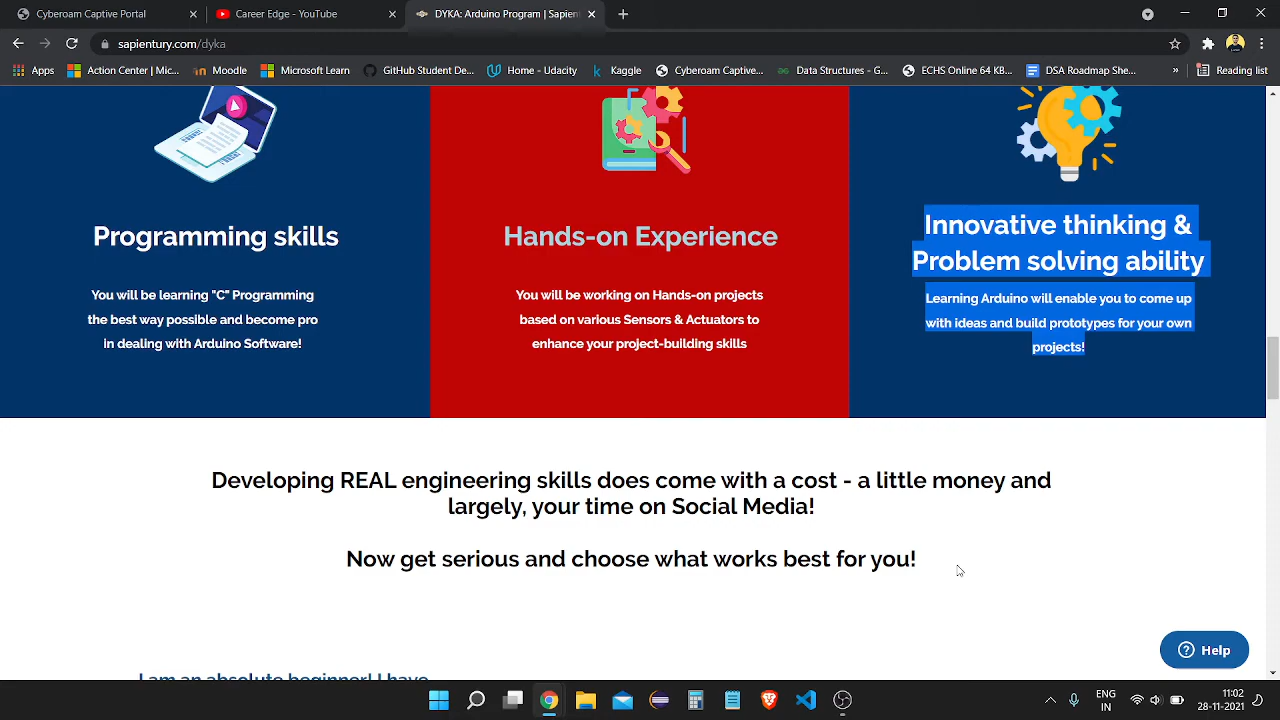 Cyberoam Captive Portal
Career Edge - YouTube
DYKA: Arduino Program | Sapient
sapientury.com/dyka
Apps
Action Center | Mic...
Moodle
Microsoft Learn
GitHub Student De...
Home - Udacity
Kaggle
Cyberoam Captive...
Data Structures - G...
ECHS Online 64 KB...
DSA Roadmap She...
»
Reading list
Programming skills
You will be learning "C" Programming
the best way possible and become pro
in dealing with Arduino Software!
Hands-on Experience
You will be working on Hands-on projects
based on various Sensors & Actuators to
enhance your project-building skills
Innovative thinking &
Problem solving ability
Learning Arduino will enable you to come up
with ideas and build prototypes for your own
projects!
Developing REAL engineering skills does come with a cost - a little money and
largely, your time on Social Media!
Now get serious and choose what works best for you!
I am an absolute beginner! I have
Help
ENG
IN
11:02
28-11-2021